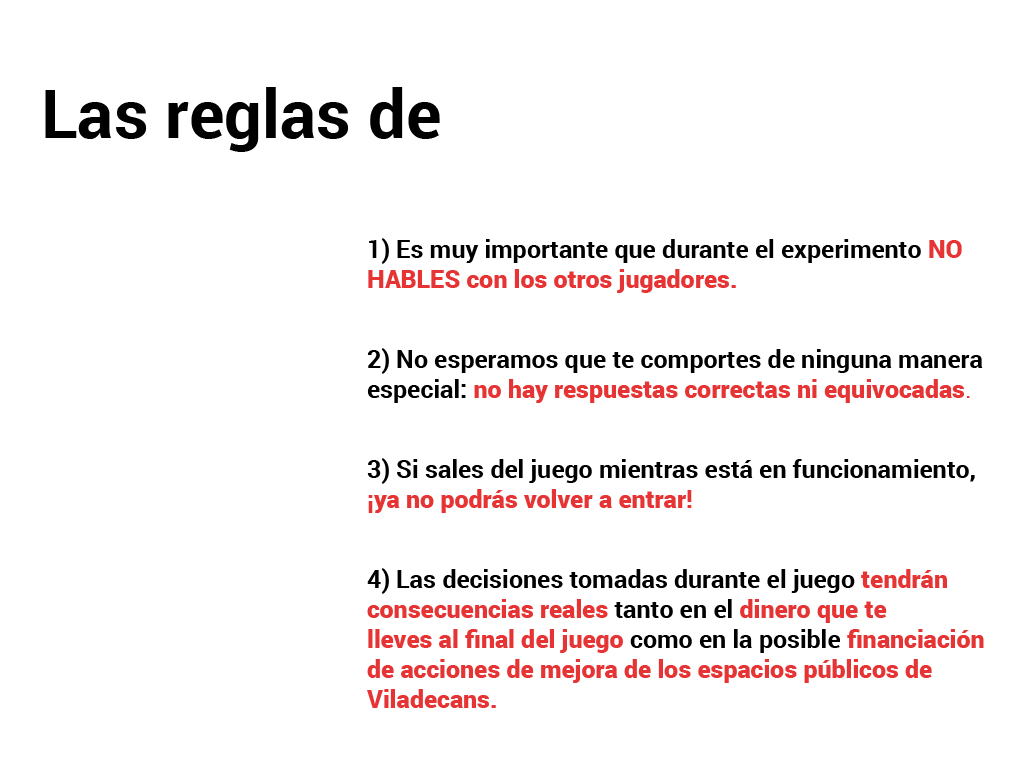 Las reglas de
1) Es muy importante que durante el experimento NO
HABLES con los otros jugadores.
2) No esperamos que te comportes de ninguna manera
especial: no hay respuestas correctas ni equivocadas.
3) Si sales del juego mientras está en funcionamiento,
¡ya no podrás volver a entrar!
4) Las decisiones tomadas durante el juego tendrán
consecuencias reales tanto en el dinero que te
lleves al final del juego como en la posible financiación
de acciones de mejora de los espacios públicos de
Viladecans.